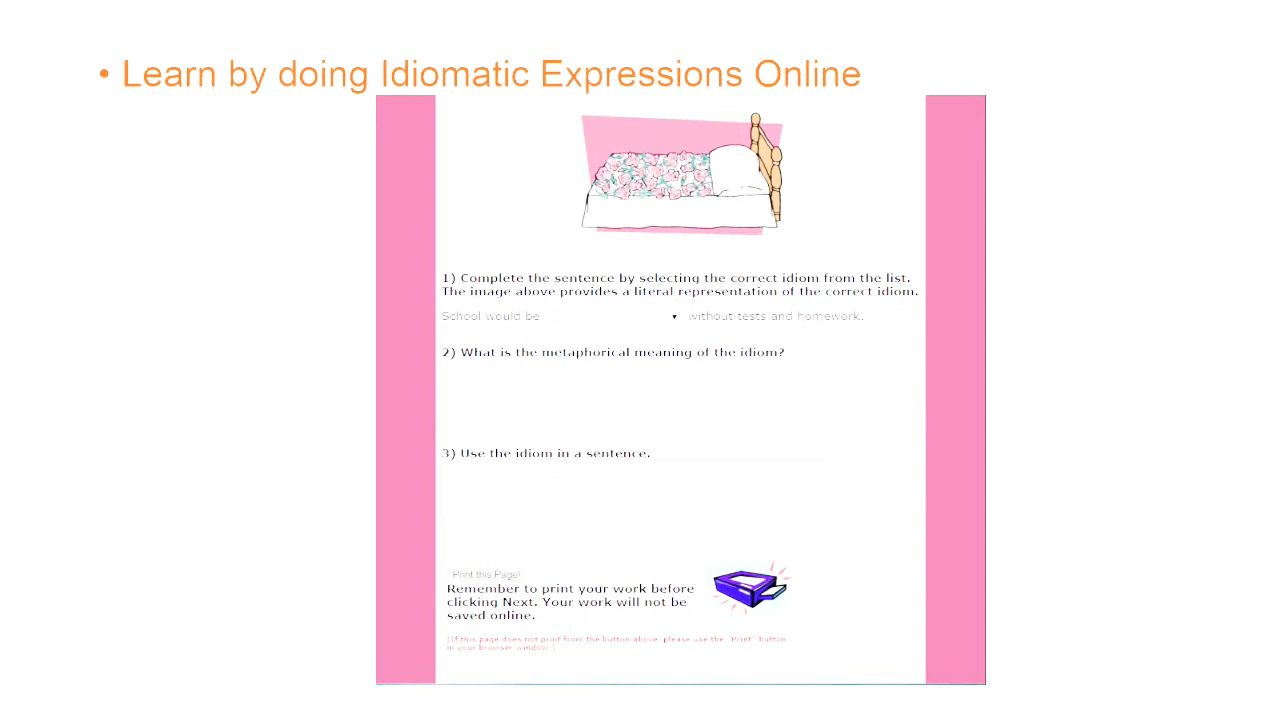 • Learn by doing Idiomatic Expressions Online
1) Complete the sentence by selecting the correct idiom from the list.
The image above provides a literal representation of the correct idiom.
School would be ▾ without tests and homework.
2) What is the metaphorical meaning of the idiom?
3) Use the idiom in a sentence.
Print this Page!
Remember to print your work before
clicking Next. Your work will not be
saved online.
(If this page does not print from the button above, please use the "Print" button
in your browser window.)